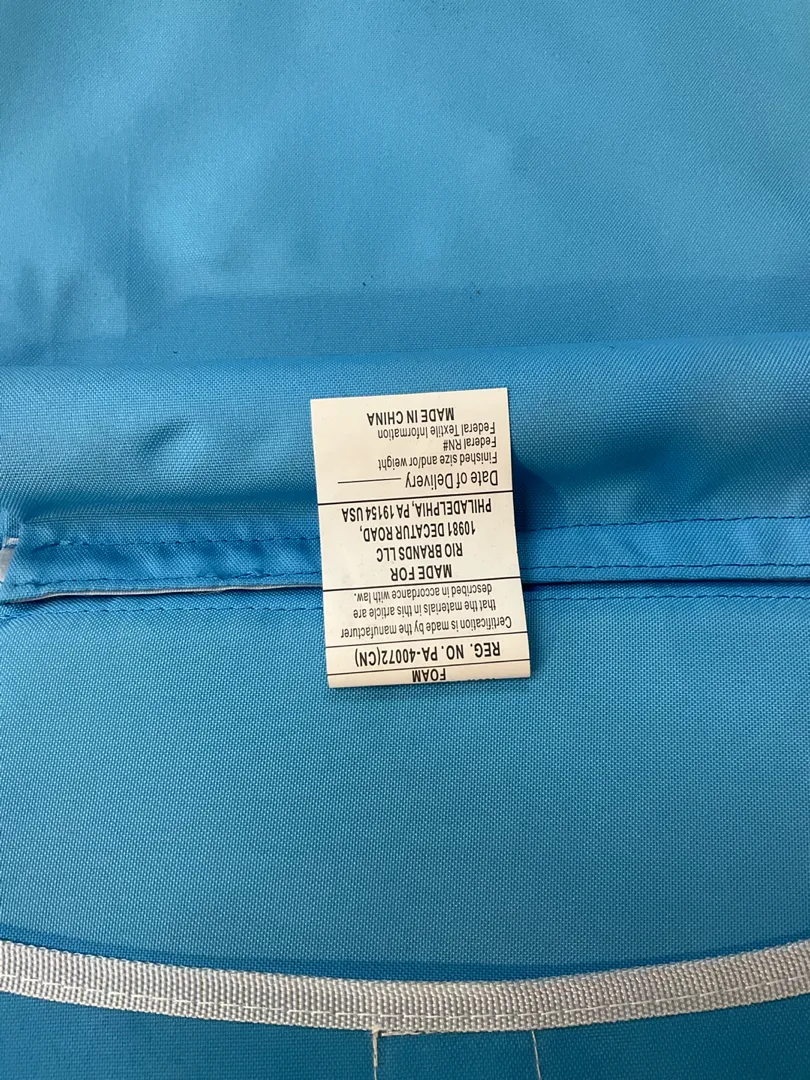 FOAM
REG. NO. PA-40072(CN)
Certification is made by the manufacturer
that the materials in this article are
described in accordance with law.
MADE FOR
RIO BRANDS LLC
10981 DECATUR ROAD,
PHILADELPHIA, PA 19154 USA
Date of Delivery
Finished size and/or weight
Federal RN#
Federal Textile Information
MADE IN CHINA